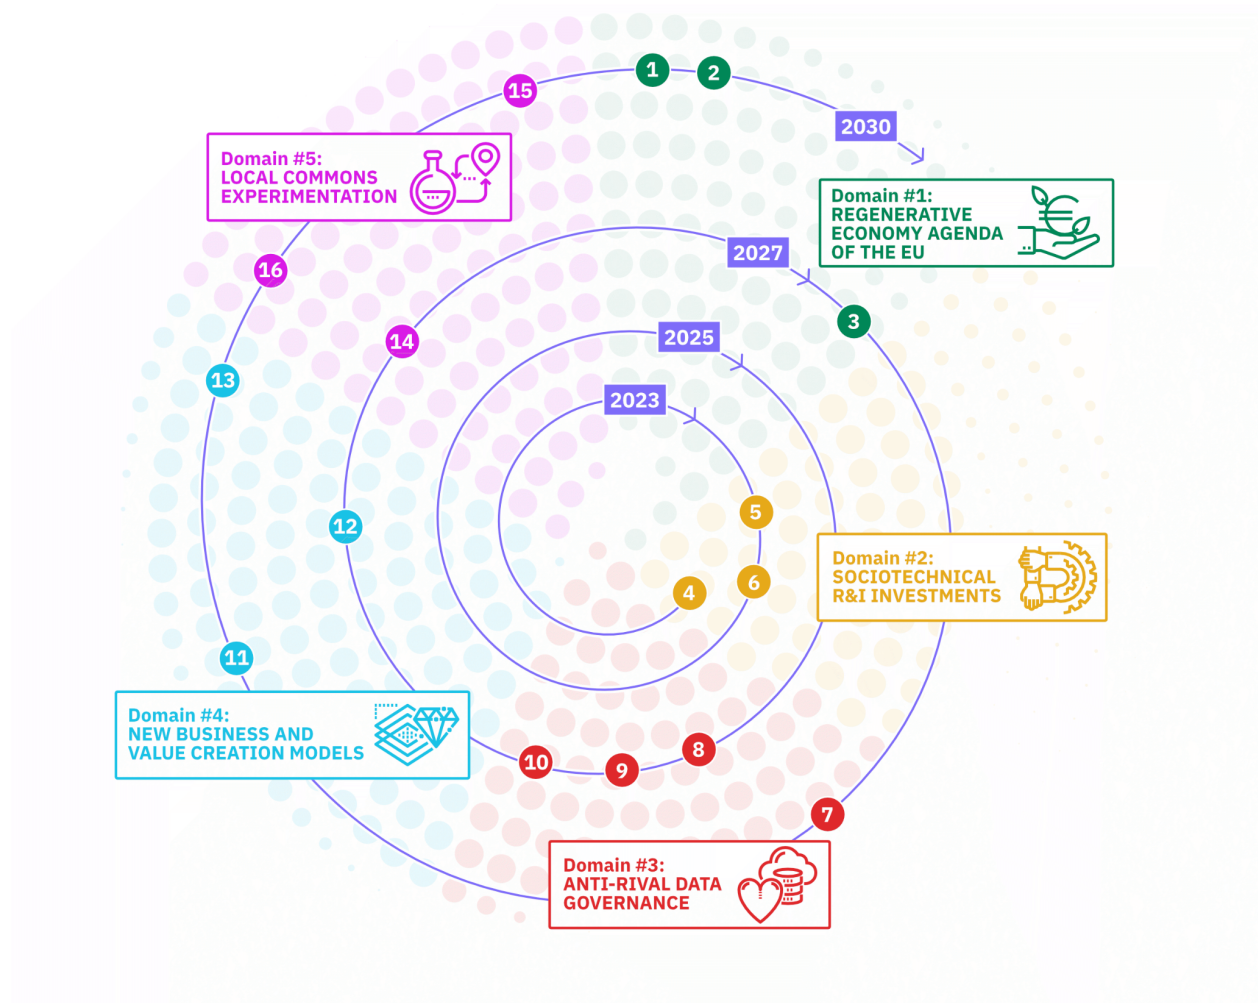 1
2
15
2030
Domain #5:
LOCAL COMMONS
EXPERIMENTATION
Domain #1:
REGENERATIVE
ECONOMY AGENDA
OF THE EU
2027
16
3
14
2025
13
2023
5
12
Domain #2:
SOCIOTECHNICAL
R&I INVESTMENTS
6
4
11
Domain #4:
NEW BUSINESS AND
VALUE CREATION MODELS
8
10
9
7
Domain #3:
ANTI-RIVAL DATA
GOVERNANCE